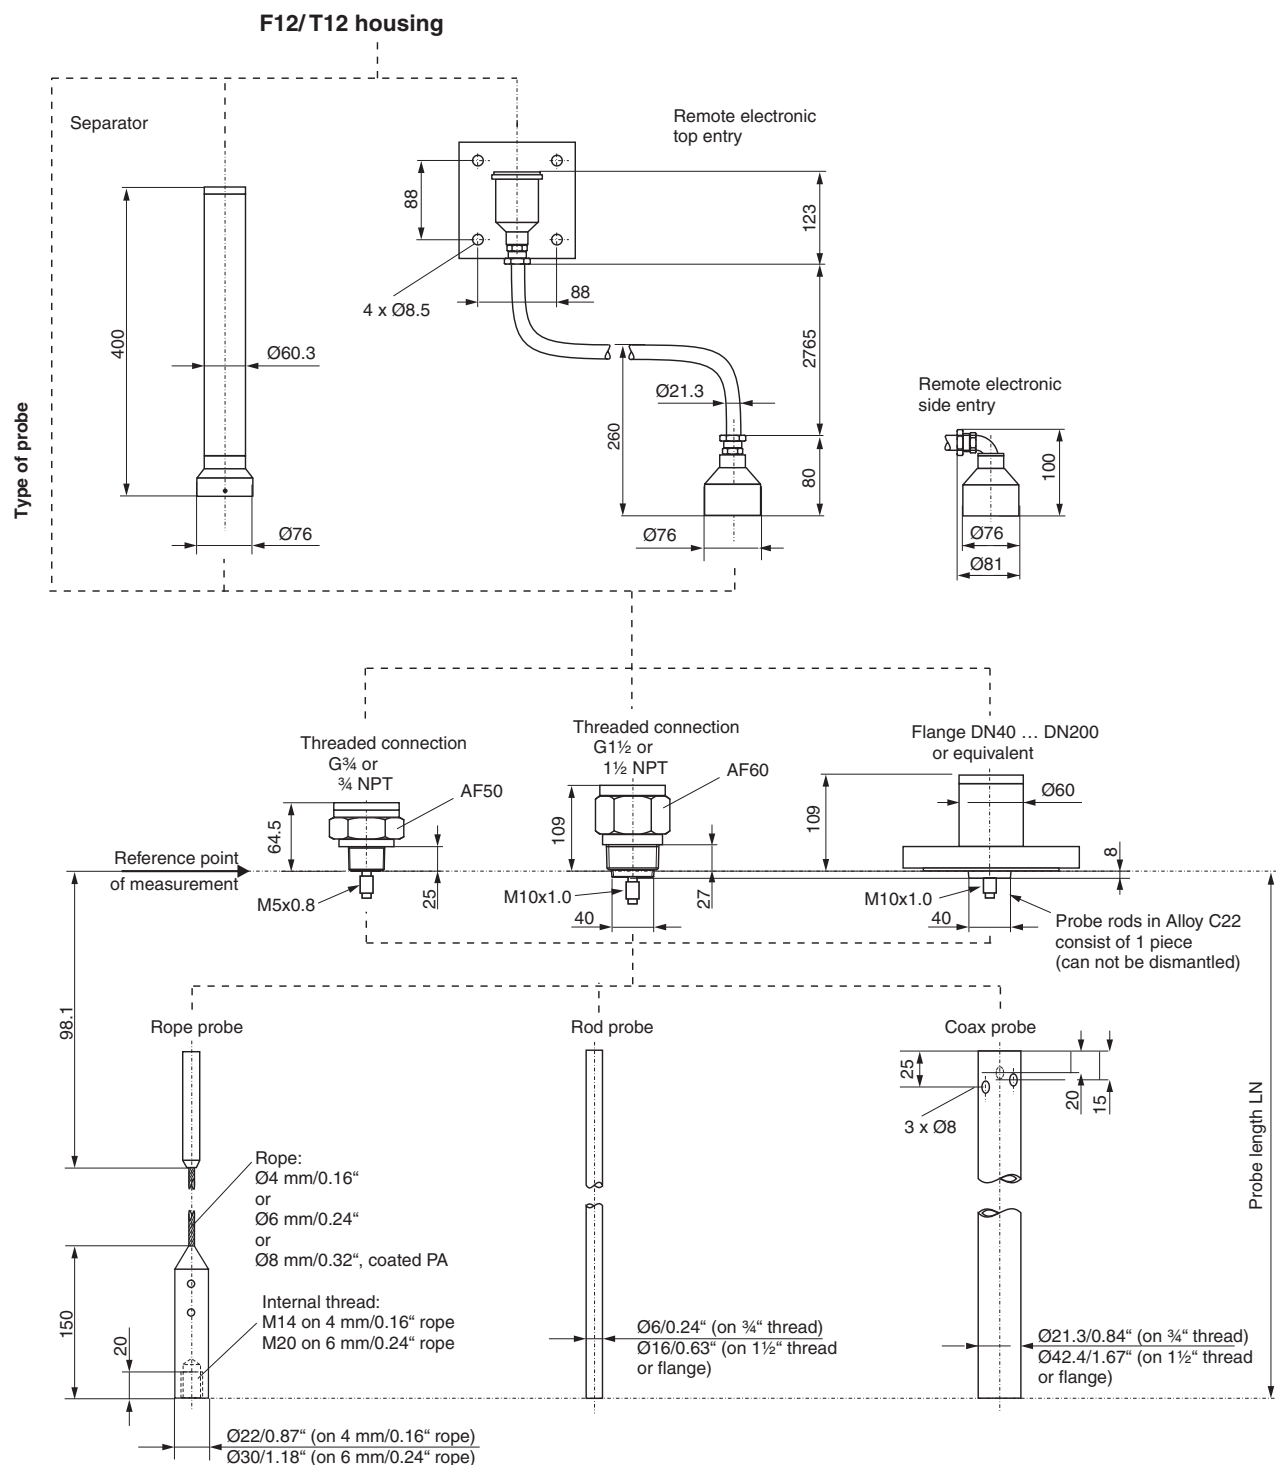 F12/T12 housing
Separator
Remote electronic
top entry
88
123
400
4 x Ø8.5
88
Ø60.3
2765
Ø21.3
260
Remote electronic
side entry
Type of probe
80
100
Ø76
Ø76
Ø76
Ø81
Threaded connection
G¾ or
¾ NPT
AF50
64.5
Threaded connection
G1½ or
1½ NPT
AF60
109
Flange DN40 … DN200
or equivalent
Ø60
109
8
Reference point
of measurement
M5x0.8
25
M10x1.0
27
40
M10x1.0
40
Probe rods in Alloy C22
consist of 1 piece
(can not be dismantled)
98.1
Rope probe
Rod probe
Coax probe
25
20
15
3 x Ø8
Probe length LN
Rope:
Ø4 mm/0.16“
or
Ø6 mm/0.24“
or
Ø8 mm/0.32“, coated PA
150
20
Internal thread:
M14 on 4 mm/0.16“ rope
M20 on 6 mm/0.24“ rope
Ø6/0.24“ (on ¾“ thread)
Ø16/0.63“ (on 1½“ thread
or flange)
Ø21.3/0.84“ (on ¾“ thread)
Ø42.4/1.67“ (on 1½“ thread
or flange)
Ø22/0.87“ (on 4 mm/0.16“ rope)
Ø30/1.18“ (on 6 mm/0.24“ rope)